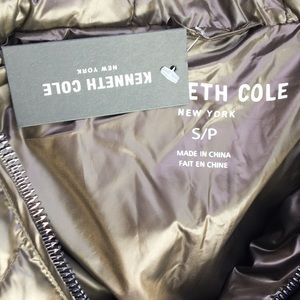 KENNETH COLE
NEW YORK
ETH COLE
NEW YORK
S/P
MADE IN CHINA
FAIT EN CHINE